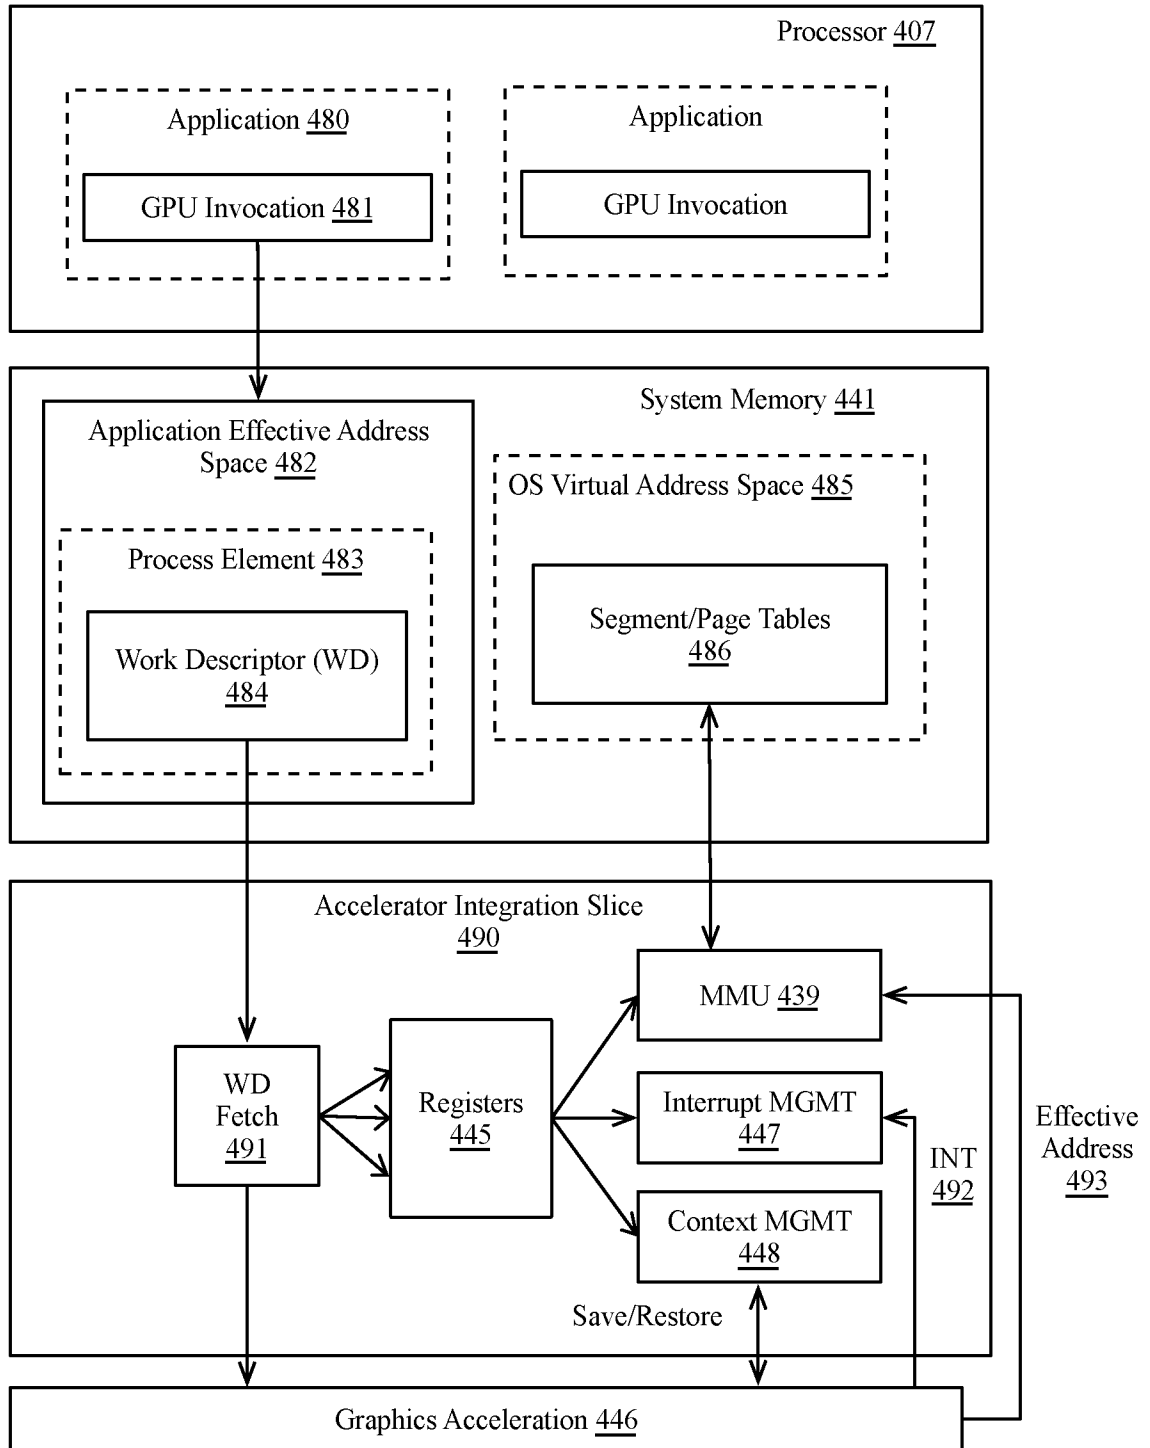 Processor 407
Application 480
Application
GPU Invocation 481
GPU Invocation
System Memory 441
Application Effective Address
Space 482
OS Virtual Address Space 485
Process Element 483
Segment/Page Tables
486
Work Descriptor (WD)
484
Accelerator Integration Slice
490
MMU 439
WD
Fetch
491
Registers
445
Interrupt MGMT
447
Effective
Address
493
INT
492
Context MGMT
448
Save/Restore
Graphics Acceleration 446